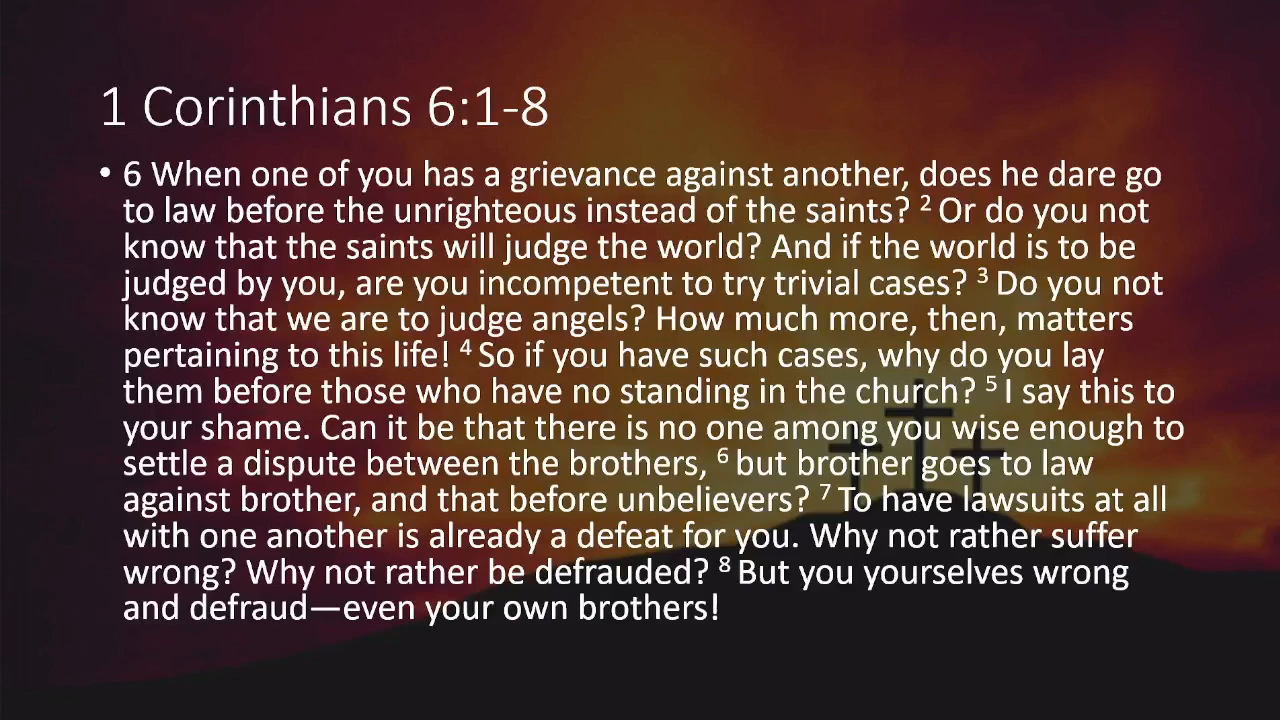 1 Corinthians 6:1-8
• 6 When one of you has a grievance against another, does he dare go
to law before the unrighteous instead of the saints? ² Or do you not
know that the saints will judge the world? And if the world is to be
judged by you, are you incompetent to try trivial cases? ³ Do you not
know that we are to judge angels? How much more, then, matters
pertaining to this life! ⁴ So if you have such cases, why do you lay
them before those who have no standing in the church? ⁵ I say this to
your shame. Can it be that there is no one among you wise enough to
settle a dispute between the brothers, ⁶ but brother goes to law
against brother, and that before unbelievers? ⁷ To have lawsuits at all
with one another is already a defeat for you. Why not rather suffer
wrong? Why not rather be defrauded? ⁸ But you yourselves wrong
and defraud—even your own brothers!